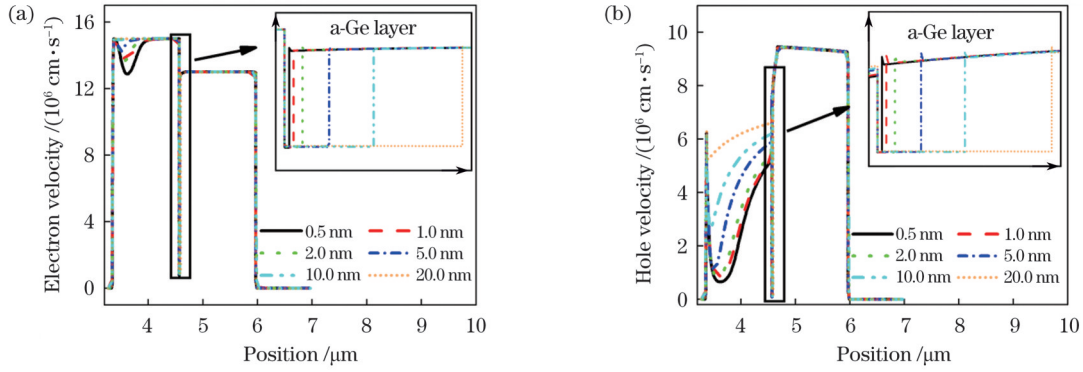 (a)
16
12
8
4
0
Electron velocity /(10⁶ cm·s⁻¹)
a-Ge layer
0.5 nm
1.0 nm
2.0 nm
5.0 nm
10.0 nm
20.0 nm
4 5 6 7 8 9 10
Position /μm
(b)
10
8
6
4
2
0
Hole velocity /(10⁶ cm·s⁻¹)
a-Ge layer
0.5 nm
1.0 nm
2.0 nm
5.0 nm
10.0 nm
20.0 nm
4 5 6 7 8 9 10
Position /μm